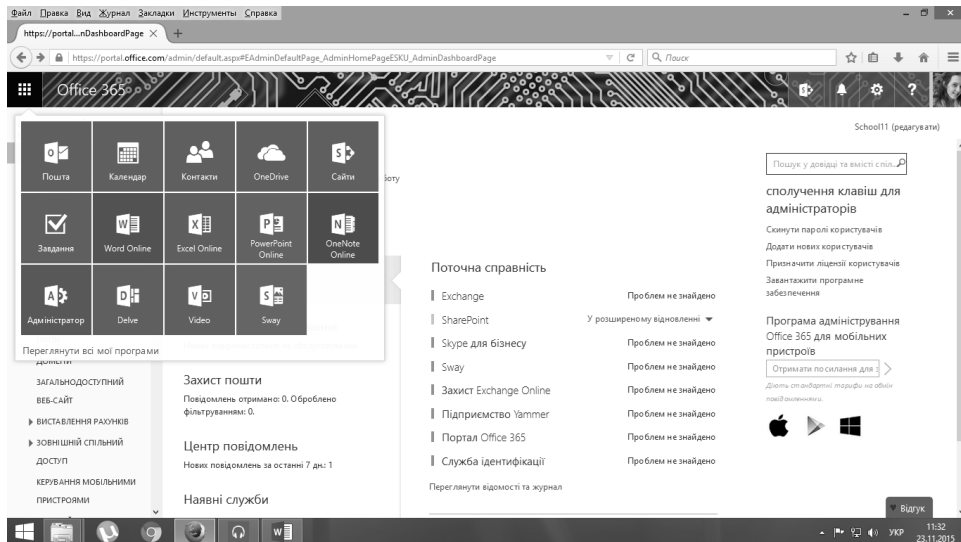 Файл Правка Вид Журнал Закладки Инструменты Справка
https://portal...nDashboardPage
https://portal.office.com/admin/default.aspx#EAdminDefaultPage_AdminHomePageESKU_AdminDashboardPage
Поиск
Office 365
School11 (редагувати)
Пошта
Календар
Контакти
OneDrive
Сайти
Завдання
Word Online
Excel Online
PowerPoint
Online
OneNote
Online
Адміністратор
Delve
Video
Sway
Переглянути всі мої програми
боту
ДОМЕНИ
ЗАГАЛЬНОДОСТУПНИЙ
ВЕБ-САЙТ
ВИСТАВЛЕННЯ РАХУНКІВ
ЗОВНІШНІЙ СПІЛЬНИЙ
ДОСТУП
КЕРУВАННЯ МОБІЛЬНИМИ
ПРИСТРОЯМИ
Захист пошти
Повідомлень отримано: 0. Оброблено
фільтруванням: 0.
Центр повідомлень
Нових повідомлень за останні 7 дн.: 1
Наявні служби
Поточна справність
Exchange Проблем не знайдено
SharePoint У розширеному відновленні
Skype для бізнесу Проблем не знайдено
Sway Проблем не знайдено
Захист Exchange Online Проблем не знайдено
Підприємство Yammer Проблем не знайдено
Портал Office 365 Проблем не знайдено
Служба ідентифікації Проблем не знайдено
Переглянути відомості та журнал
Пошук у довідці та вмісті спіл..
сполучення клавіш для
адміністраторів
Скинути паролі користувачів
Додати нових користувачів
Призначити ліцензії користувачів
Завантажити програмне
забезпечення
Програма адміністрування
Office 365 для мобільних
пристроїв
Отримати посилання для з
Діють стандартні тарифи на обмін
повідомленнями.
Відгук
УКР
11:32
23.11.2015